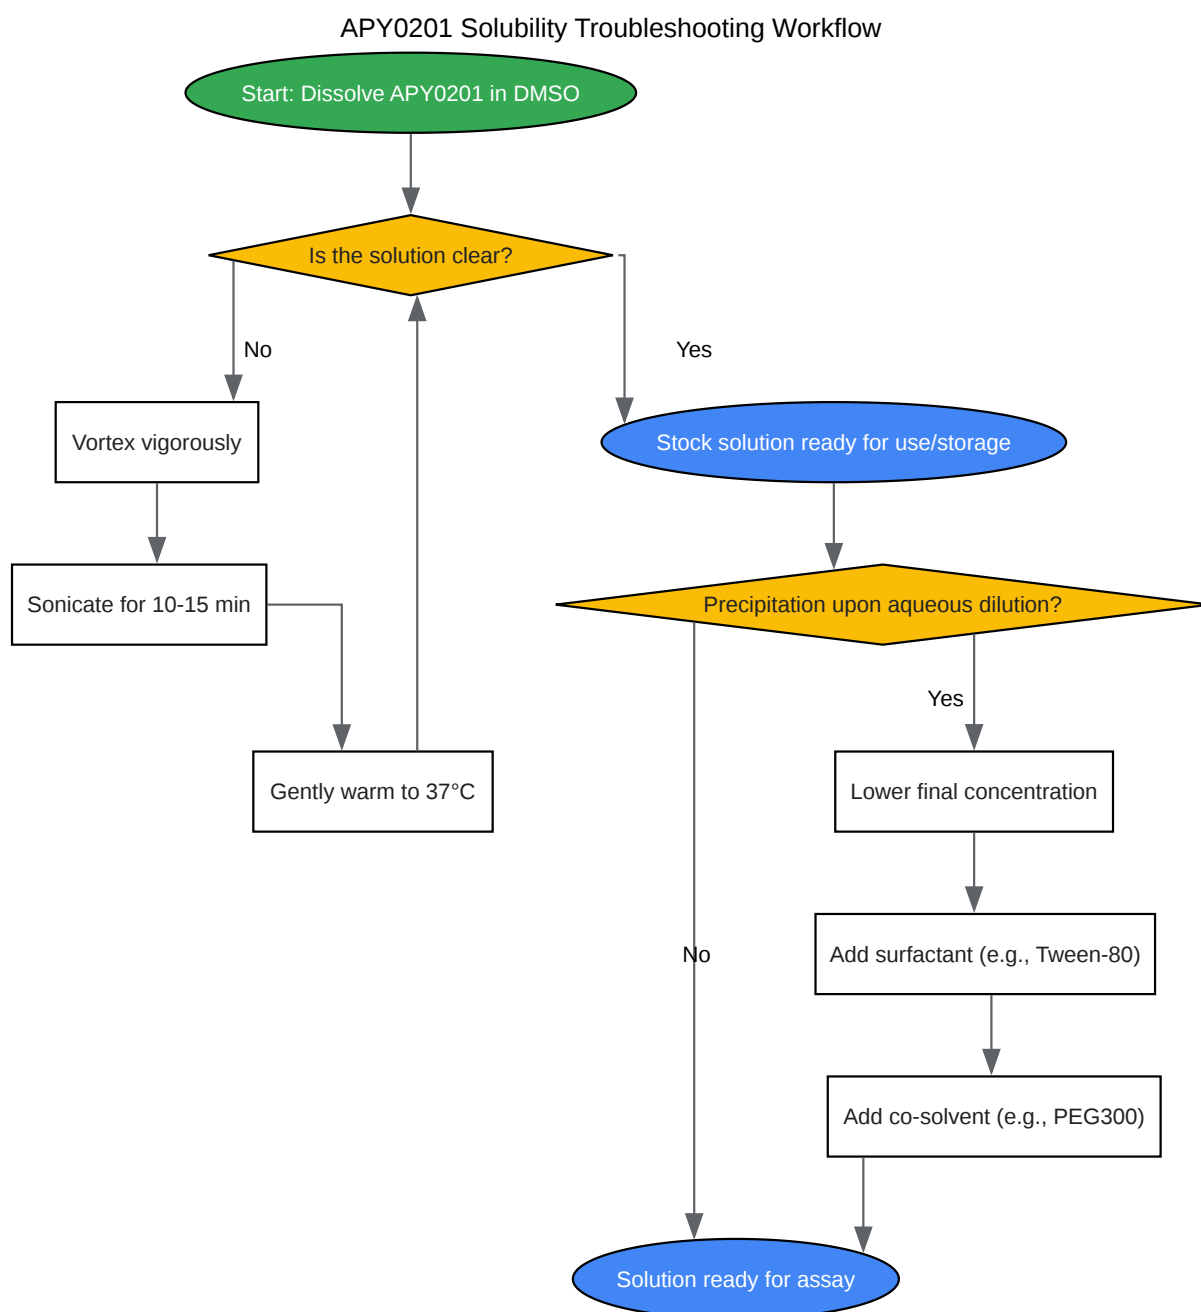 APY0201 Solubility Troubleshooting Workflow
Start: Dissolve APY0201 in DMSO
Is the solution clear?
No
Yes
Vortex vigorously
Stock solution ready for use/storage
Sonicate for 10-15 min
Precipitation upon aqueous dilution?
Yes
Gently warm to 37°C
Lower final concentration
No
Add surfactant (e.g., Tween-80)
Add co-solvent (e.g., PEG300)
Solution ready for assay